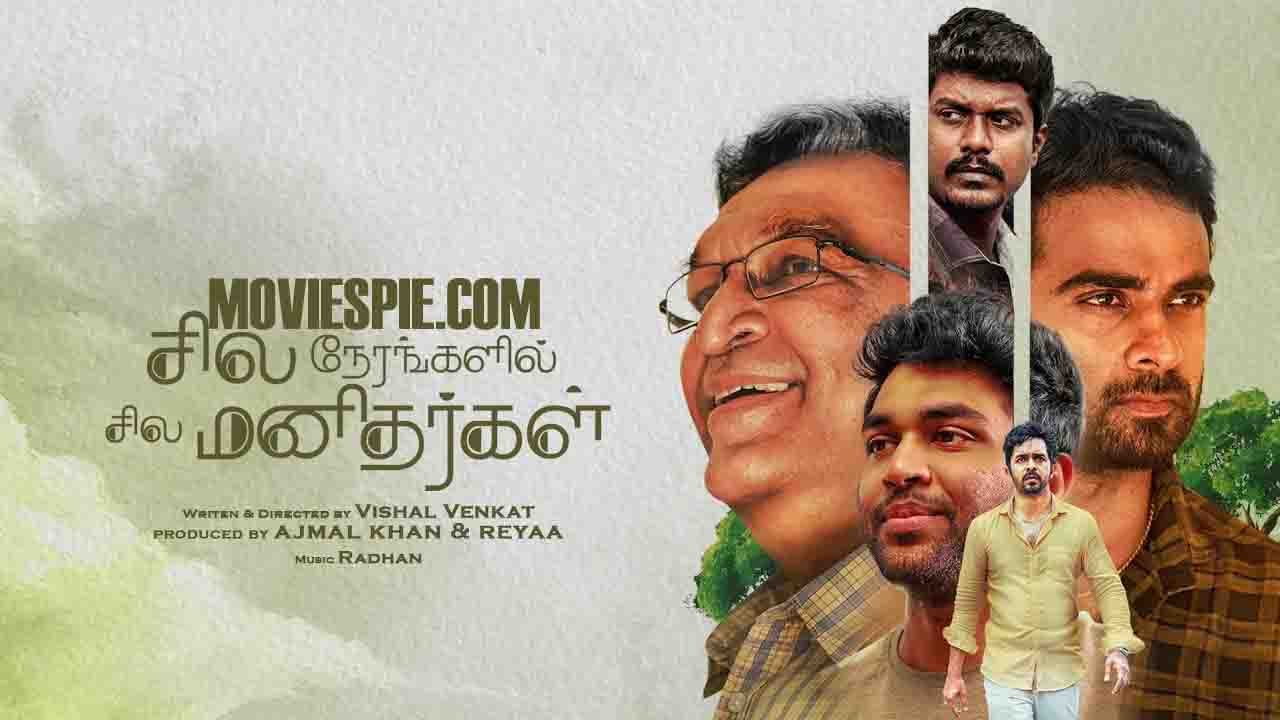 MOVIESPIE.COM
சில நேரங்களில்
சில மனிதர்கள்
WRITEN & DIRECTED BY VISHAL VENKAT
PRODUCED BY AJMAL KHAN & REYAA
MUSIC RADHAN